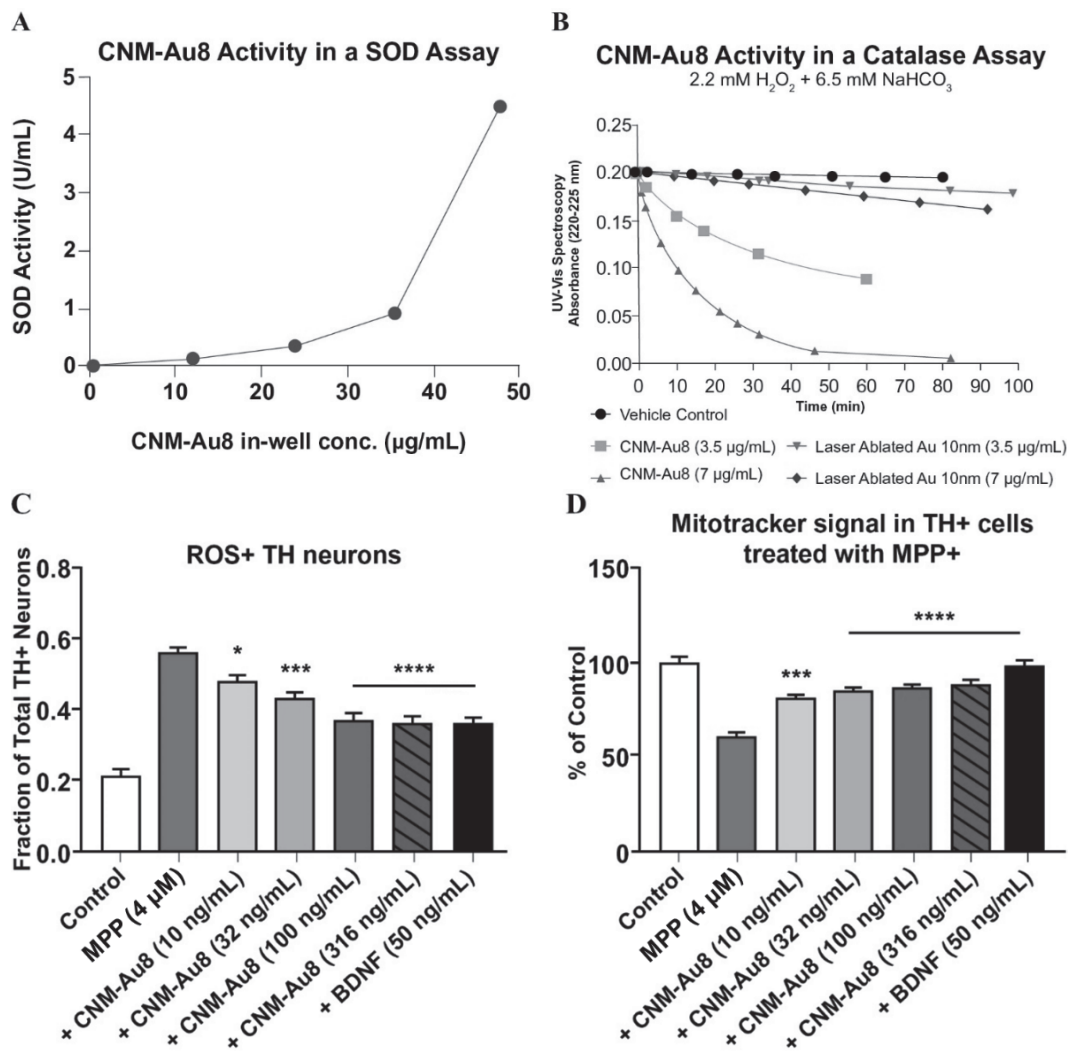 A
CNM-Au8 Activity in a SOD Assay
SOD Activity (U/mL)
5
4
3
2
1
0
0 10 20 30 40 50
CNM-Au8 in-well conc. (µg/mL)
B
CNM-Au8 Activity in a Catalase Assay
2.2 mM H₂O₂ + 6.5 mM NaHCO₃
UV-Vis Spectroscopy
Absorbance (220-225 nm)
0.25
0.20
0.15
0.10
0.05
0.00
0 10 20 30 40 50 60 70 80 90 100
Time (min)
Vehicle Control
CNM-Au8 (3.5 µg/mL)
Laser Ablated Au 10nm (3.5 µg/mL)
CNM-Au8 (7 µg/mL)
Laser Ablated Au 10nm (7 µg/mL)
C
ROS+ TH neurons
Fraction of Total TH+ Neurons
0.8
0.6
0.4
0.2
0.0
*
***
****
Control
MPP (4 µM)
+ CNM-Au8 (10 ng/mL)
+ CNM-Au8 (32 ng/mL)
+ CNM-Au8 (100 ng/mL)
+ CNM-Au8 (316 ng/mL)
+ BDNF (50 ng/mL)
D
Mitotracker signal in TH+ cells
treated with MPP+
% of Control
150
100
50
0
***
****
Control
MPP (4 µM)
+ CNM-Au8 (10 ng/mL)
+ CNM-Au8 (32 ng/mL)
+ CNM-Au8 (100 ng/mL)
+ CNM-Au8 (316 ng/mL)
+ BDNF (50 ng/mL)